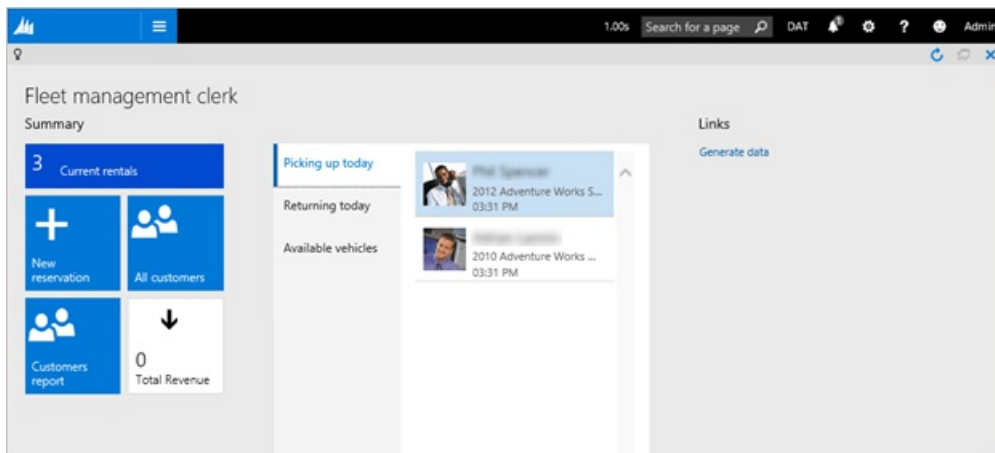 1.00s Search for a page DAT 1 ? Admin
Fleet management clerk
Summary
3 Current rentals
New
reservation
All customers
Customers
report
0
Total Revenue
Picking up today
Returning today
Available vehicles
2012 Adventure Works S...
03:31 PM
2010 Adventure Works ...
03:31 PM
Links
Generate data